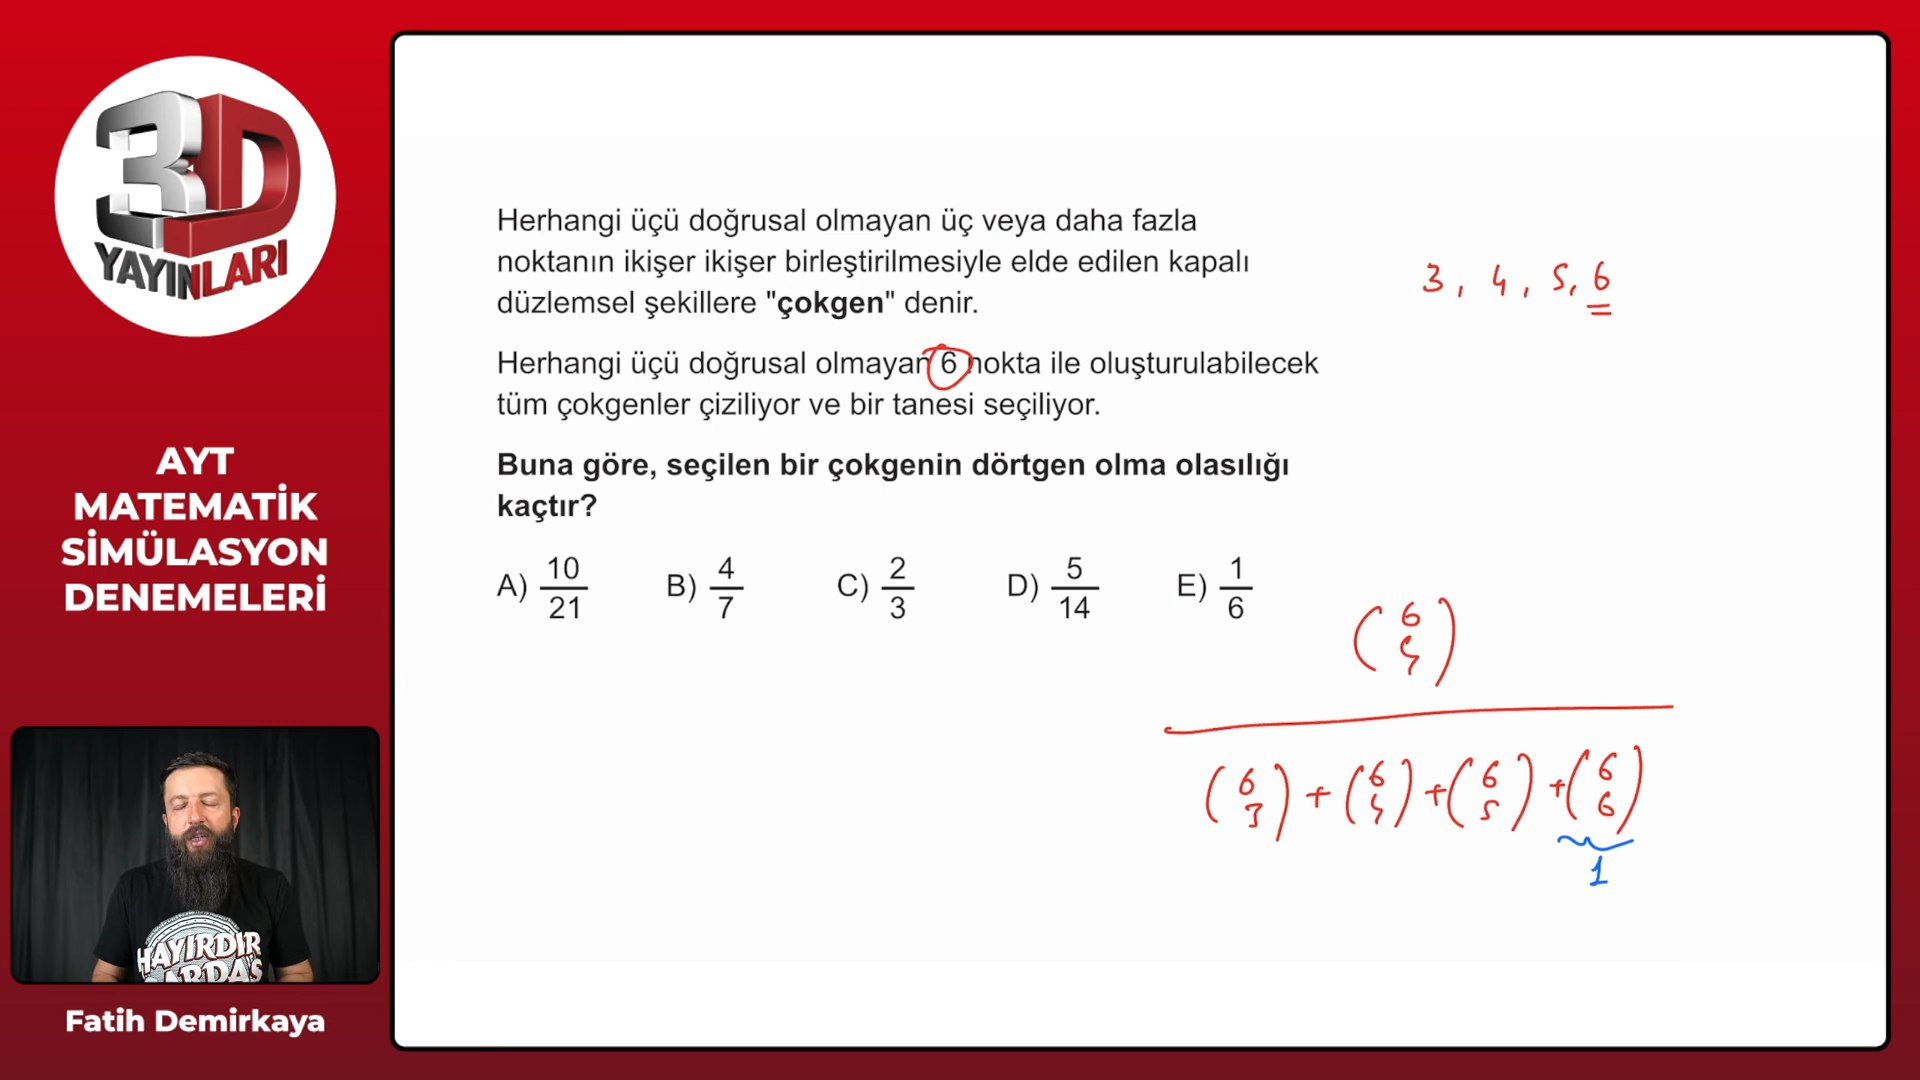 3D
YAYINLARI
AYT
MATEMATİK
SİMÜLASYON
DENEMELERİ
HAYIRDIR
GARDAŞ
Fatih Demirkaya
Herhangi üçü doğrusal olmayan üç veya daha fazla
noktanın ikişer ikişer birleştirilmesiyle elde edilen kapalı
düzlemsel şekillere "çokgen" denir.
Herhangi üçü doğrusal olmayan 6 nokta ile oluşturulabilecek
tüm çokgenler çiziliyor ve bir tanesi seçiliyor.
Buna göre, seçilen bir çokgenin dörtgen olma olasılığı
kaçtır?
A) 10/21 B) 4/7 C) 2/3 D) 5/14 E) 1/6
3, 4, 5, 6
(6 4)
(6 3) + (6 4) + (6 5) + (6 6)
1